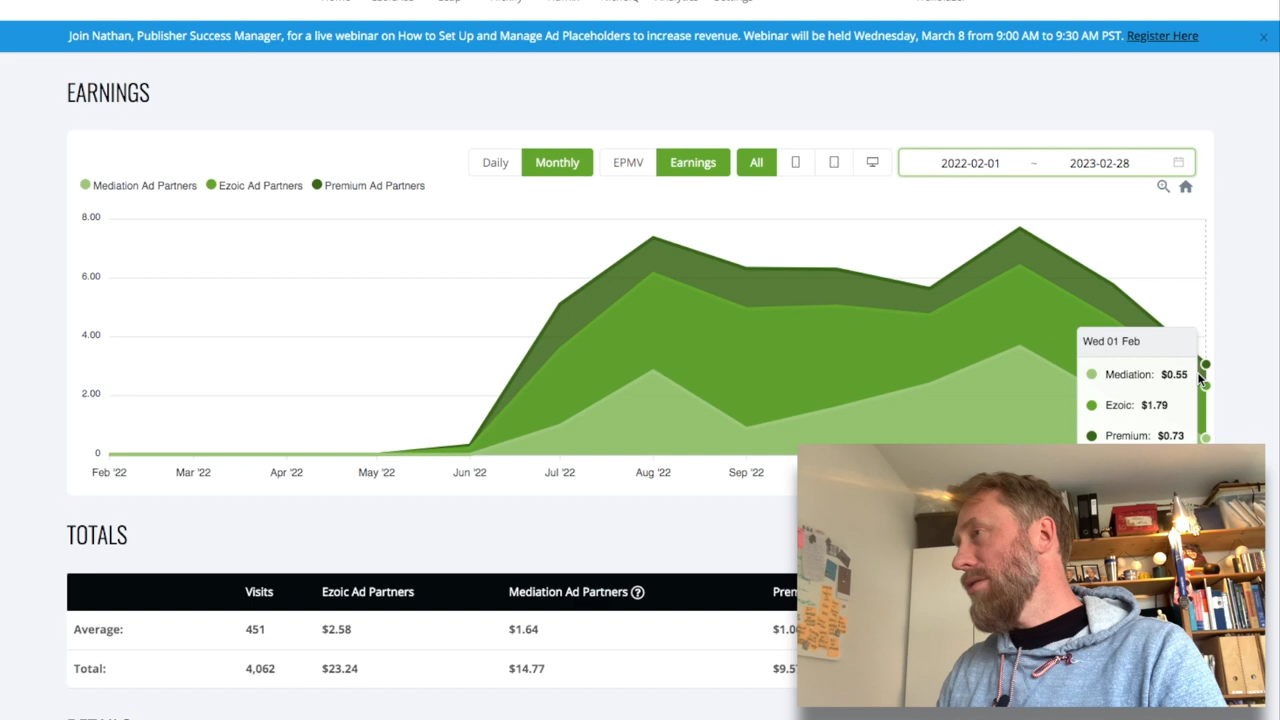 Join Nathan, Publisher Success Manager, for a live webinar on How to Set Up and Manage Ad Placeholders to increase revenue. Webinar will be held Wednesday, March 8 from 9:00 AM to 9:30 AM PST. Register Here
EARNINGS
Daily Monthly EPMV Earnings All 2022-02-01 ~ 2023-02-28
Mediation Ad Partners Ezoic Ad Partners Premium Ad Partners
8.00
6.00
4.00
2.00
0
Wed 01 Feb
Mediation: $0.55
Ezoic: $1.79
Premium: $0.73
Feb '22 Mar '22 Apr '22 May '22 Jun '22 Jul '22 Aug '22 Sep '22
TOTALS
Visits Ezoic Ad Partners Mediation Ad Partners ? Prem
Average: 451 $2.58 $1.64 $1.0
Total: 4,062 $23.24 $14.77 $9.5